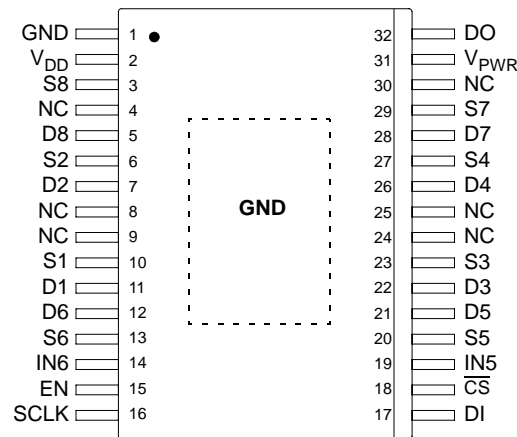 GND 1 32 DO
VDD 2 31 VPWR
S8 3 30 NC
NC 4 29 S7
D8 5 28 D7
S2 6 27 S4
D2 7 26 D4
NC 8 25 NC
GND
NC 9 24 NC
S1 10 23 S3
D1 11 22 D3
D6 12 21 D5
S6 13 20 S5
IN6 14 19 IN5
EN 15 18 CS
SCLK 16 17 DI